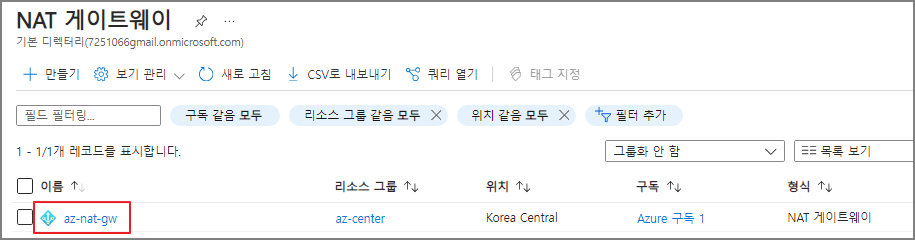 NAT 게이트웨이
기본 디렉터리(7251066gmail.onmicrosoft.com)
만들기 보기 관리 새로 고침 CSV로 내보내기 쿼리 열기 태그 지정
필드 필터링... 구독 같음 모두 리소스 그룹 같음 모두 위치 같음 모두 필터 추가
1 - 1/1개 레코드를 표시합니다. 그룹화 안 함 목록 보기
이름 리소스 그룹 위치 구독 형식
az-nat-gw az-center Korea Central Azure 구독 1 NAT 게이트웨이